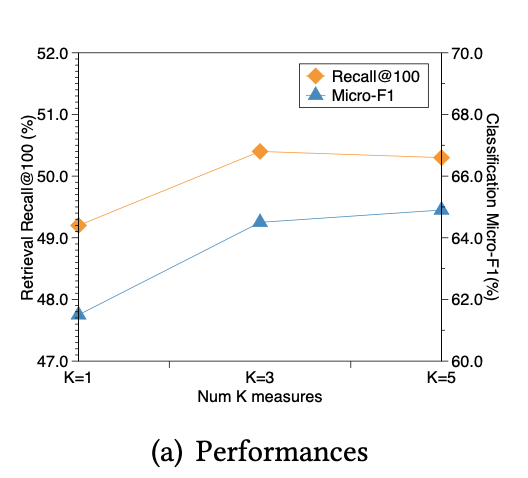 52.0
51.0
50.0
49.0
48.0
47.0
Retrieval Recall@100 (%)
Recall@100
Micro-F1
70.0
68.0
66.0
64.0
62.0
60.0
Classification Micro-F1(%)
K=1 K=3 K=5
Num K measures
(a) Performances